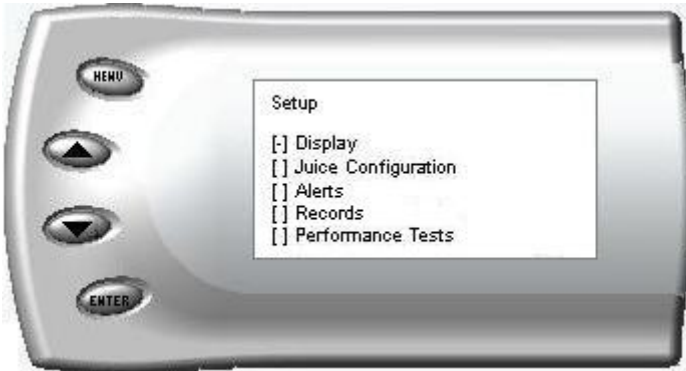 MENU
Setup
[-] Display
[ ] Juice Configuration
[ ] Alerts
[ ] Records
[ ] Performance Tests
ENTER